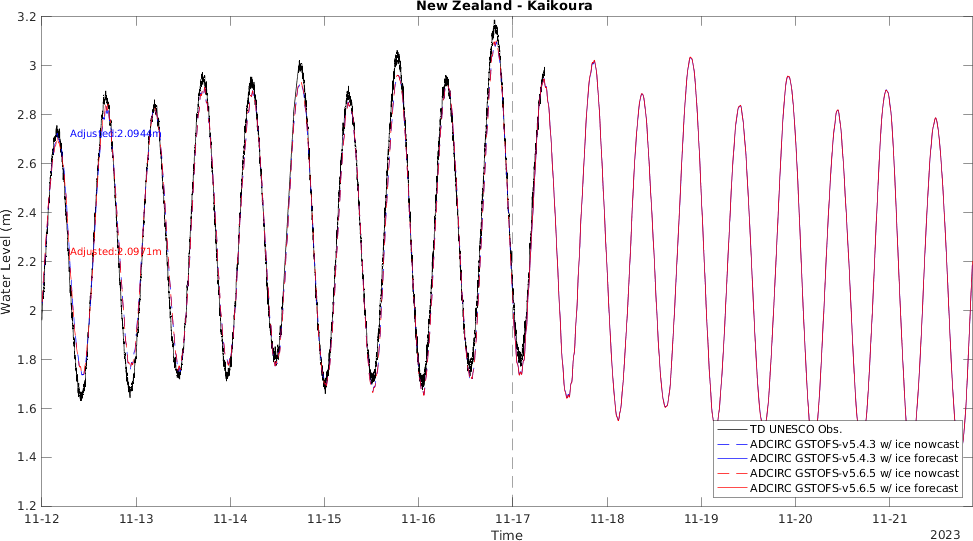 New Zealand - Kaikoura
Water Level (m)
3.2
3
2.8
2.6
2.4
2.2
2
1.8
1.6
1.4
1.2
Adjusted:2.0944m
Adjusted:2.0971m
TD UNESCO Obs.
ADCIRC GSTOFS-v5.4.3 w/ ice nowcast
ADCIRC GSTOFS-v5.4.3 w/ ice forecast
ADCIRC GSTOFS-v5.6.5 w/ ice nowcast
ADCIRC GSTOFS-v5.6.5 w/ ice forecast
11-12 11-13 11-14 11-15 11-16 11-17 11-18 11-19 11-20 11-21
Time
2023